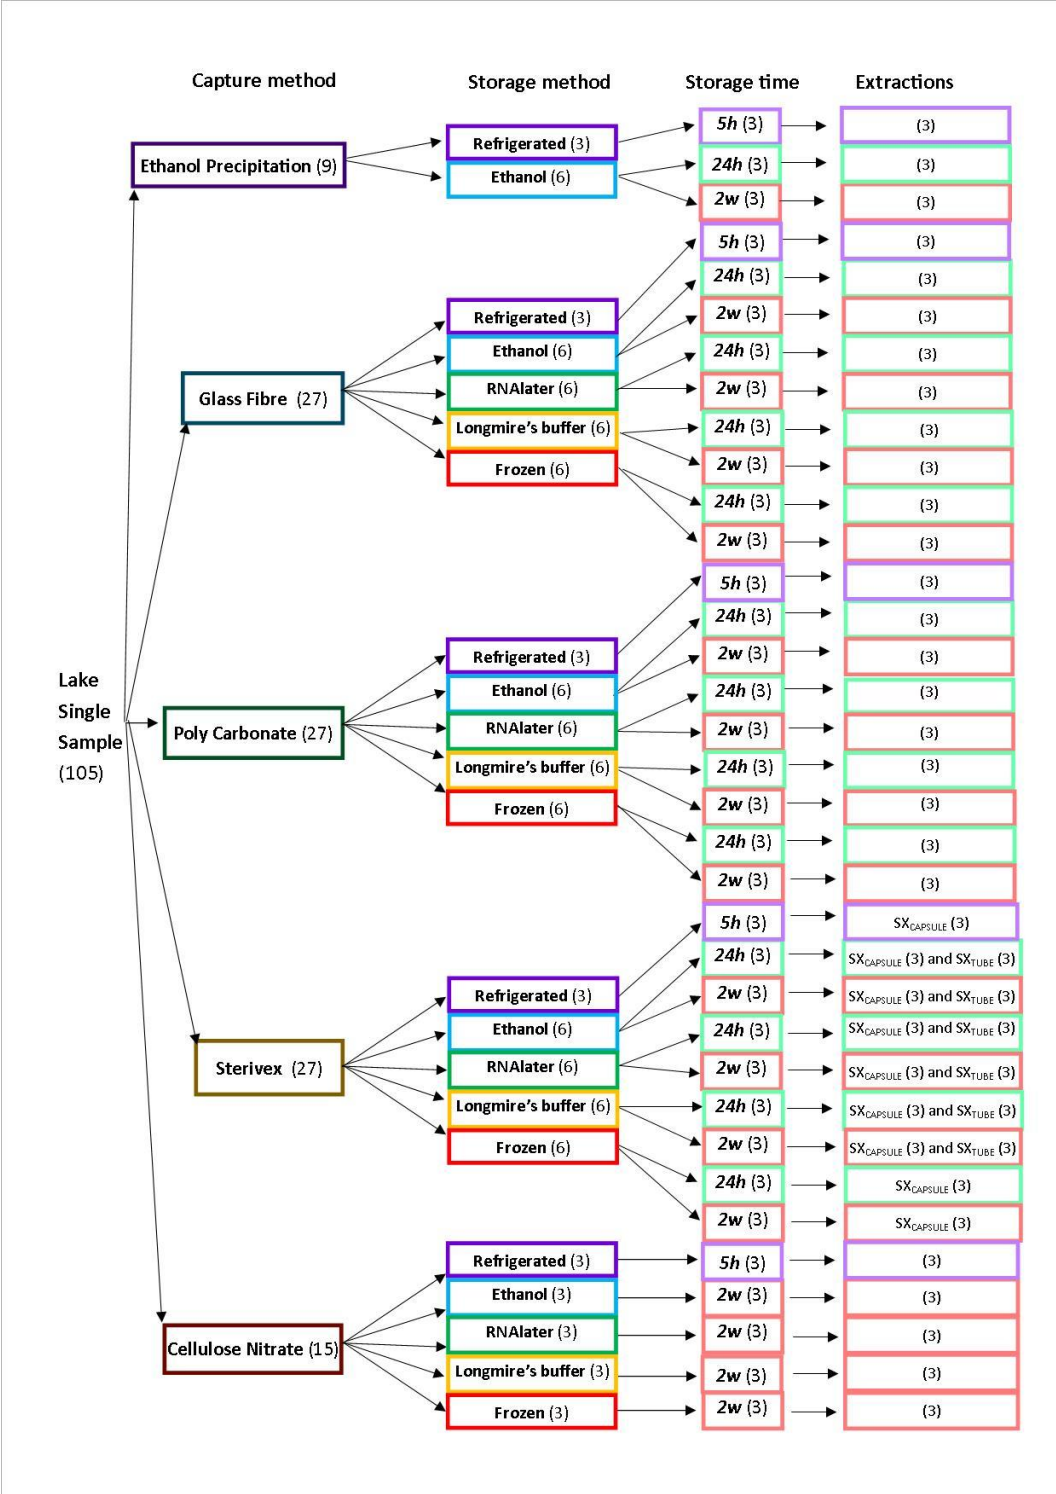 Capture method Storage method Storage time Extractions
Ethanol Precipitation (9)
Refrigerated (3)
Ethanol (6)
5h (3) (3)
24h (3) (3)
2w (3) (3)
Glass Fibre (27)
Refrigerated (3)
Ethanol (6)
RNAlater (6)
Longmire's buffer (6)
Frozen (6)
5h (3) (3)
24h (3) (3)
2w (3) (3)
24h (3) (3)
2w (3) (3)
24h (3) (3)
2w (3) (3)
24h (3) (3)
2w (3) (3)
Lake
Single
Sample
(105)
Poly Carbonate (27)
Refrigerated (3)
Ethanol (6)
RNAlater (6)
Longmire's buffer (6)
Frozen (6)
5h (3) (3)
24h (3) (3)
2w (3) (3)
24h (3) (3)
2w (3) (3)
24h (3) (3)
2w (3) (3)
24h (3) (3)
2w (3) (3)
Sterivex (27)
Refrigerated (3)
Ethanol (6)
RNAlater (6)
Longmire's buffer (6)
Frozen (6)
5h (3) SXCAPSULE (3)
24h (3) SXCAPSULE (3) and SXTUBE (3)
2w (3) SXCAPSULE (3) and SXTUBE (3)
24h (3) SXCAPSULE (3) and SXTUBE (3)
2w (3) SXCAPSULE (3) and SXTUBE (3)
24h (3) SXCAPSULE (3) and SXTUBE (3)
2w (3) SXCAPSULE (3) and SXTUBE (3)
24h (3) SXCAPSULE (3)
2w (3) SXCAPSULE (3)
Cellulose Nitrate (15)
Refrigerated (3) 5h (3) (3)
Ethanol (3) 2w (3) (3)
RNAlater (3) 2w (3) (3)
Longmire's buffer (3) 2w (3) (3)
Frozen (3) 2w (3) (3)